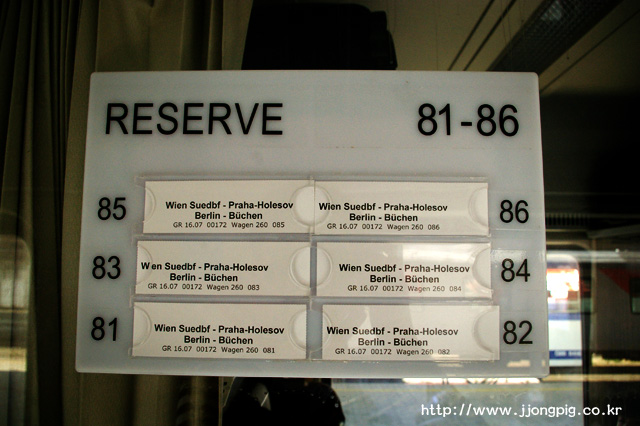 RESERVE 81-86
85 Wien Suedbf - Praha-Holesov
Berlin - Büchen
GR 16.07 00172 Wagen 260 085
Wien Suedbf - Praha-Holesov 86
Berlin - Büchen
GR 16.07 00172 Wagen 260 086
83 Wien Suedbf - Praha-Holesov
Berlin - Büchen
GR 16.07 00172 Wagen 260 083
Wien Suedbf - Praha-Holesov 84
Berlin - Büchen
GR 16.07 00172 Wagen 260 084
81 Wien Suedbf - Praha-Holesov
Berlin - Büchen
GR 16.07 00172 Wagen 260 081
Wien Suedbf - Praha-Holesov 82
Berlin - Büchen
GR 16.07 00172 Wagen 260 082
http://www.jjongpig.co.kr